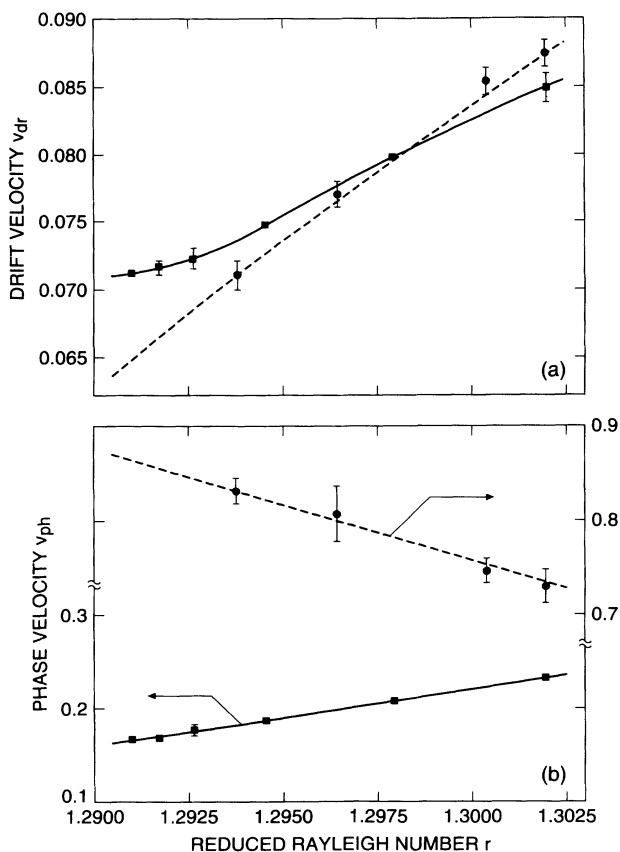 0.090
0.085
0.080
0.075
0.070
0.065
DRIFT VELOCITY vdr
(a)
0.9
0.8
0.7
0.3
0.2
0.1
PHASE VELOCITY vph
(b)
1.2900 1.2925 1.2950 1.2975 1.3000 1.3025
REDUCED RAYLEIGH NUMBER r